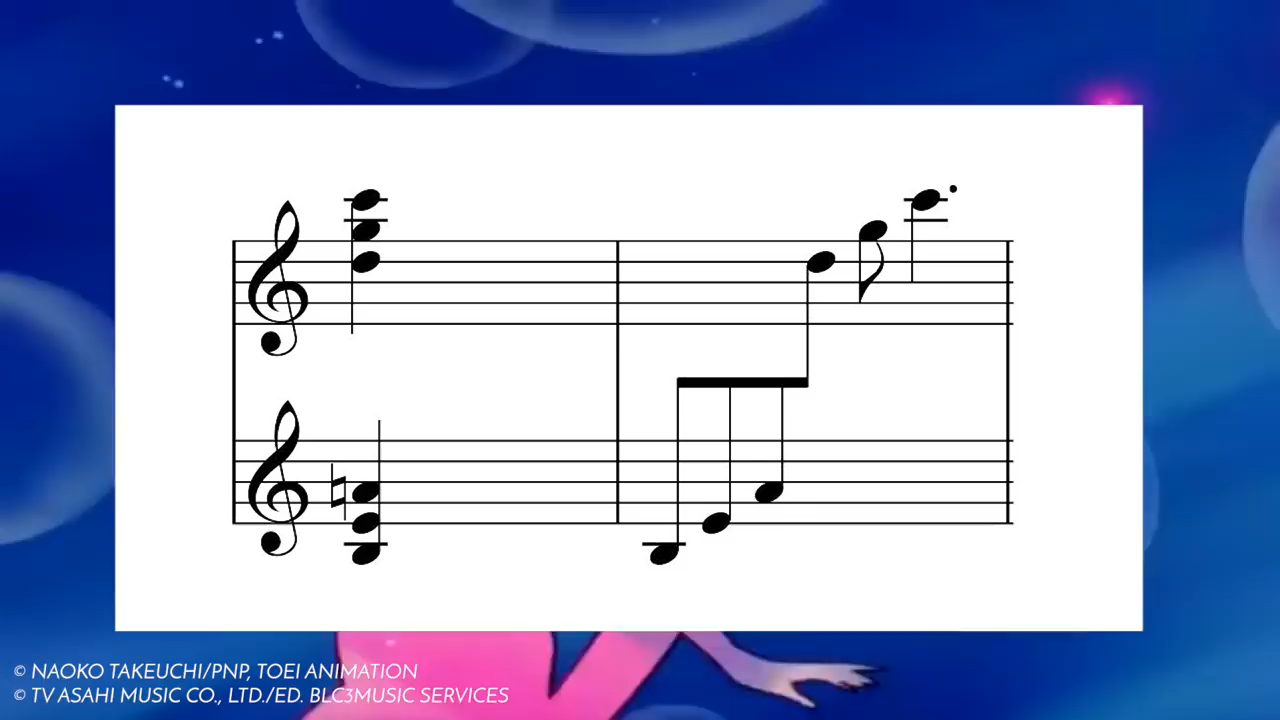 © NAOKO TAKEUCHI/PNP, TOEI ANIMATION
© TV ASAHI MUSIC CO., LTD./ED. BLC3MUSIC SERVICES